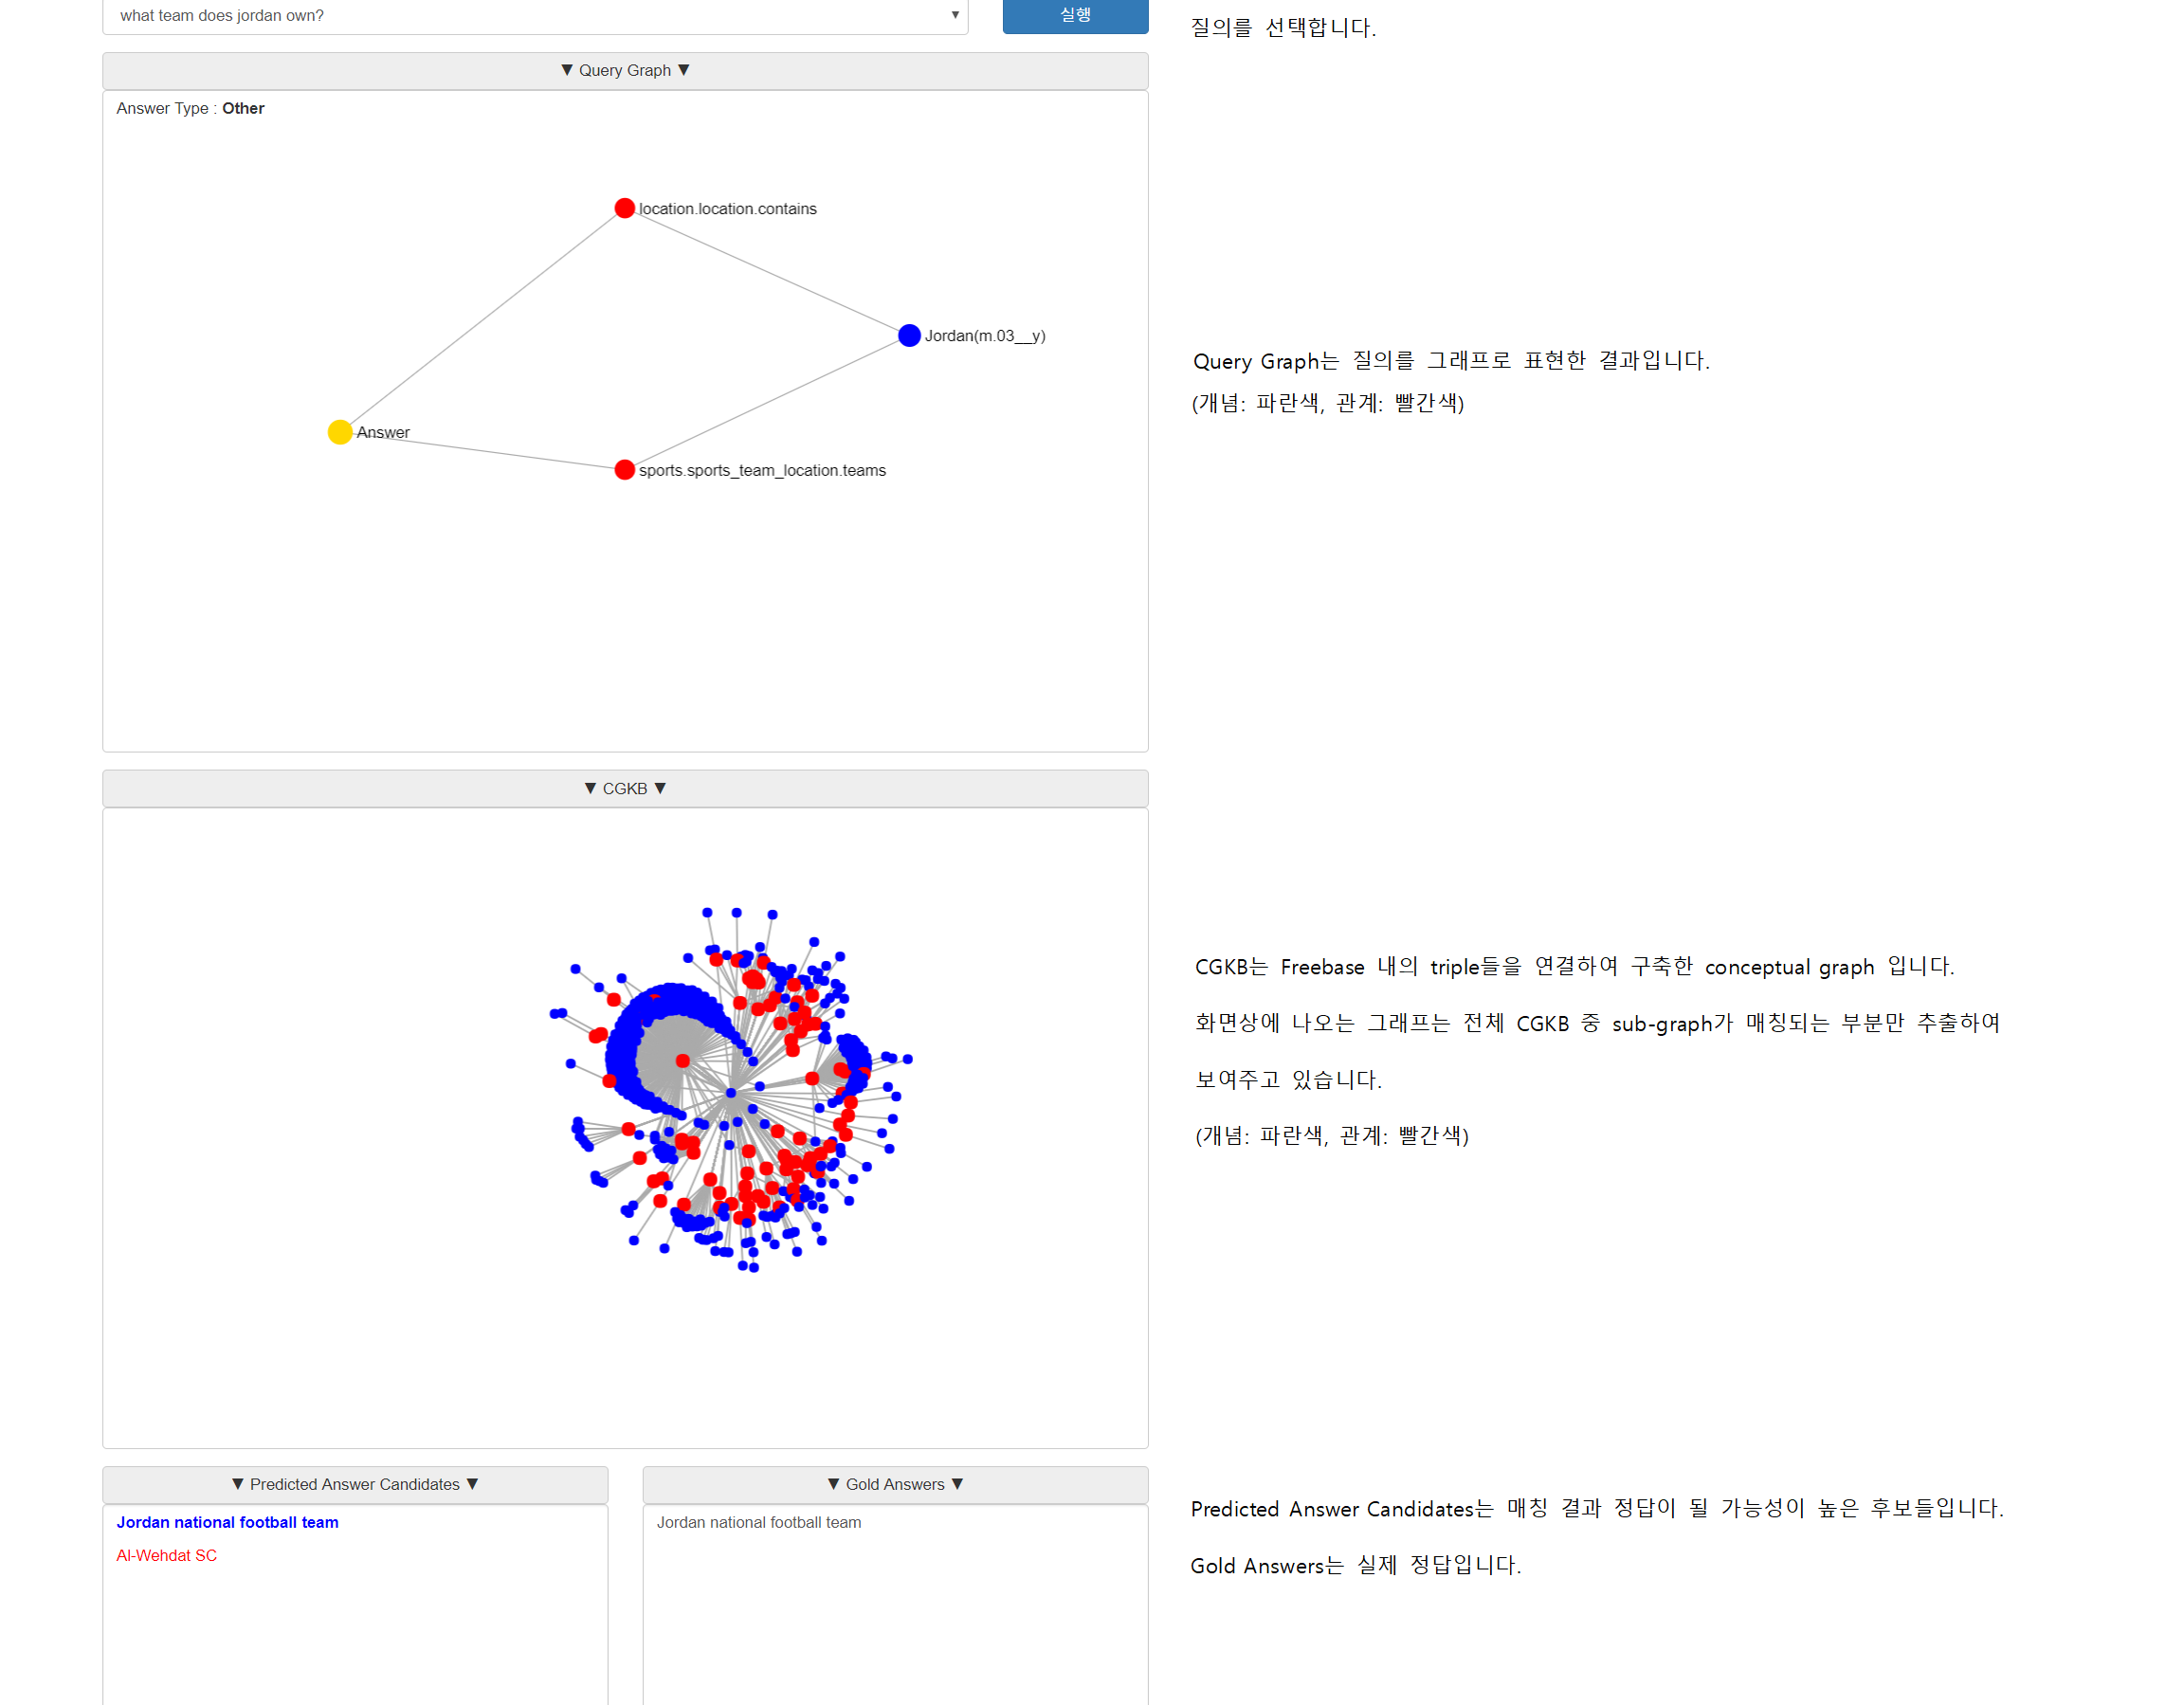 what team does jordan own? ▼
실행
질의를 선택합니다.
▼ Query Graph ▼
Answer Type : Other
location.location.contains
Jordan(m.03__y)
Answer
sports.sports_team_location.teams
Query Graph는 질의를 그래프로 표현한 결과입니다.
(개념: 파란색, 관계: 빨간색)
▼ CGKB ▼
CGKB는 Freebase 내의 triple들을 연결하여 구축한 conceptual graph 입니다.
화면상에 나오는 그래프는 전체 CGKB 중 sub-graph가 매칭되는 부분만 추출하여
보여주고 있습니다.
(개념: 파란색, 관계: 빨간색)
▼ Predicted Answer Candidates ▼
Jordan national football team
Al-Wehdat SC
▼ Gold Answers ▼
Jordan national football team
Predicted Answer Candidates는 매칭 결과 정답이 될 가능성이 높은 후보들입니다.
Gold Answers는 실제 정답입니다.